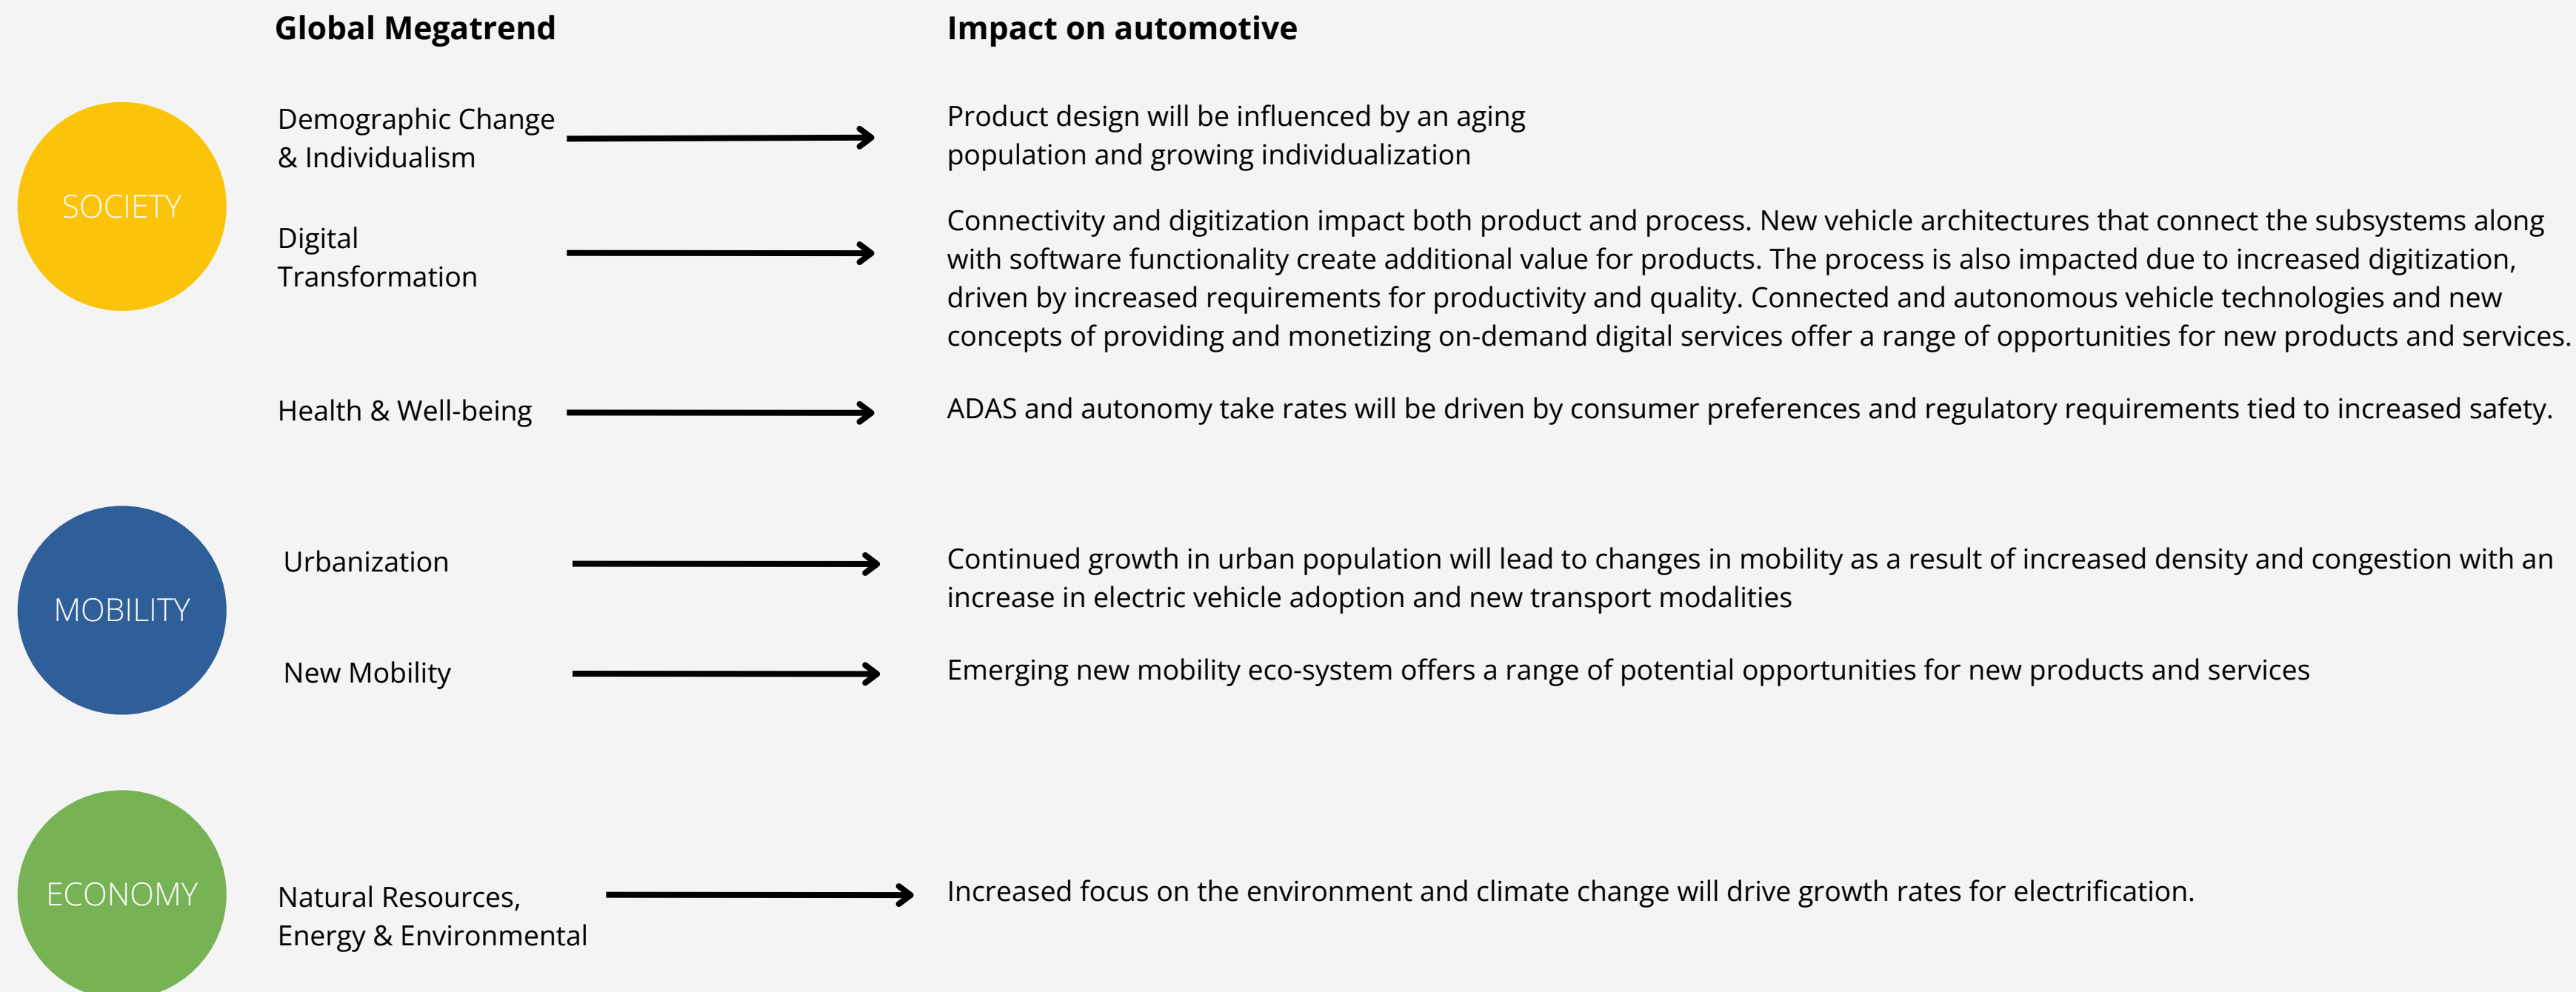 Global Megatrend
Impact on automotive
SOCIETY
Demographic Change
& Individualism
Product design will be influenced by an aging
population and growing individualization
Digital
Transformation
Connectivity and digitization impact both product and process. New vehicle architectures that connect the subsystems along
with software functionality create additional value for products. The process is also impacted due to increased digitization,
driven by increased requirements for productivity and quality. Connected and autonomous vehicle technologies and new
concepts of providing and monetizing on-demand digital services offer a range of opportunities for new products and services.
Health & Well-being
ADAS and autonomy take rates will be driven by consumer preferences and regulatory requirements tied to increased safety.
MOBILITY
Urbanization
Continued growth in urban population will lead to changes in mobility as a result of increased density and congestion with an
increase in electric vehicle adoption and new transport modalities
New Mobility
Emerging new mobility eco-system offers a range of potential opportunities for new products and services
ECONOMY
Natural Resources,
Energy & Environmental
Increased focus on the environment and climate change will drive growth rates for electrification.